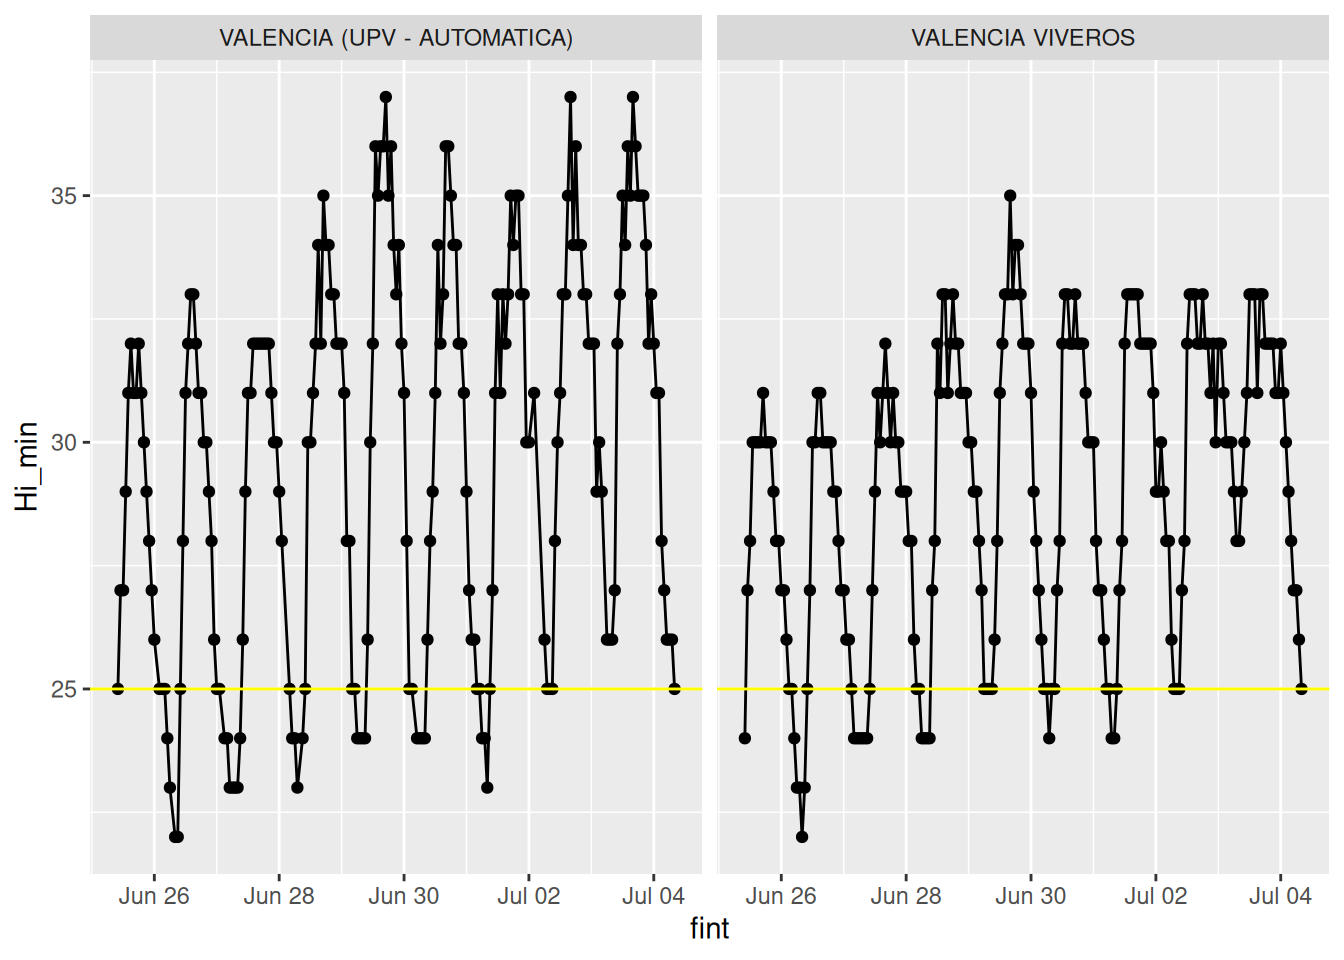 VALENCIA (UPV - AUTOMATICA)
VALENCIA VIVEROS
Hi_min
35
30
25
Jun 26
Jun 28
Jun 30
Jul 02
Jul 04
Jun 26
Jun 28
Jun 30
Jul 02
Jul 04
fint